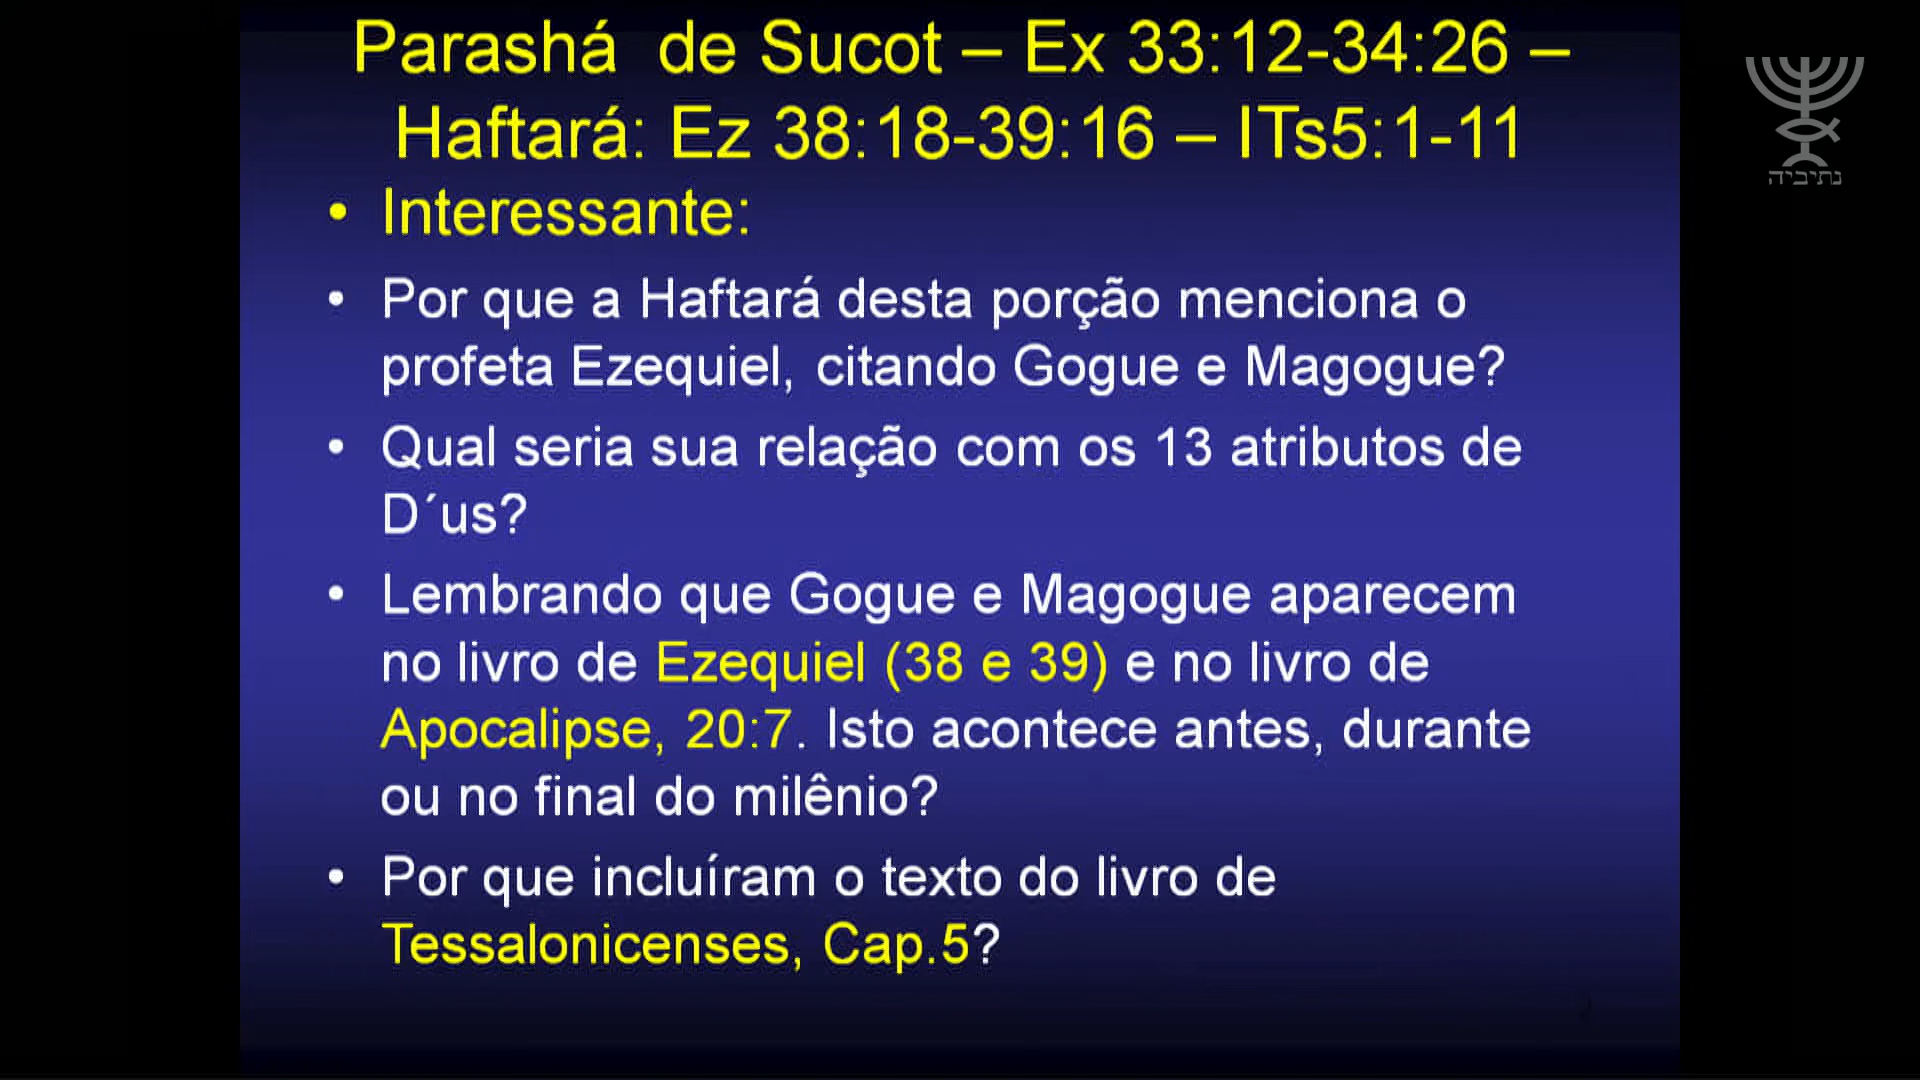 Parashá de Sucot – Ex 33:12-34:26 –
Haftará: Ez 38:18-39:16 – ITs5:1-11
• Interessante:
• Por que a Haftará desta porção menciona o
profeta Ezequiel, citando Gogue e Magogue?
• Qual seria sua relação com os 13 atributos de
D´us?
• Lembrando que Gogue e Magogue aparecem
no livro de Ezequiel (38 e 39) e no livro de
Apocalipse, 20:7. Isto acontece antes, durante
ou no final do milênio?
• Por que incluíram o texto do livro de
Tessalonicenses, Cap.5?
נתיביה